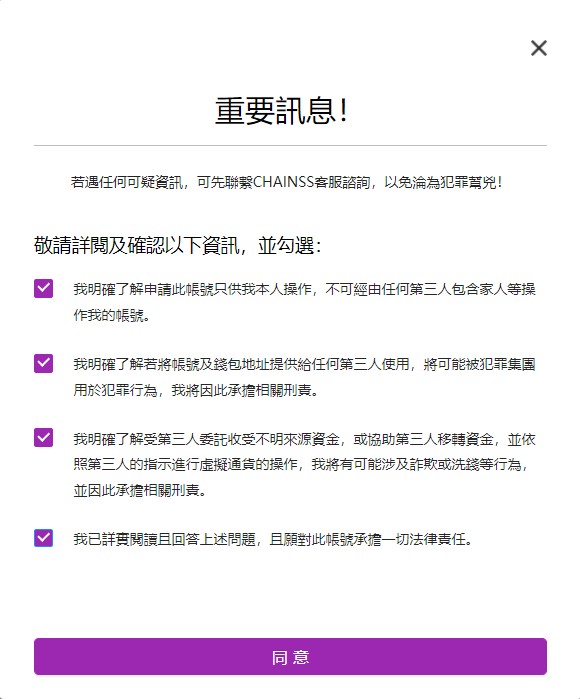 重要訊息！
若遇任何可疑資訊，可先聯繫CHAINSS客服諮詢，以免淪為犯罪幫兇！
敬請詳閱及確認以下資訊，並勾選：
我明確了解申請此帳號只供我本人操作，不可經由任何第三人包含家人等操
作我的帳號。
我明確了解若將帳號及錢包地址提供給任何第三人使用，將可能被犯罪集團
用於犯罪行為，我將因此承擔相關刑責。
我明確了解受第三人委託收受不明來源資金，或協助第三人移轉資金，並依
照第三人的指示進行虛擬通貨的操作，我將有可能涉及詐欺或洗錢等行為，
並因此承擔相關刑責。
我已詳實閱讀且回答上述問題，且願對此帳號承擔一切法律責任。
同意